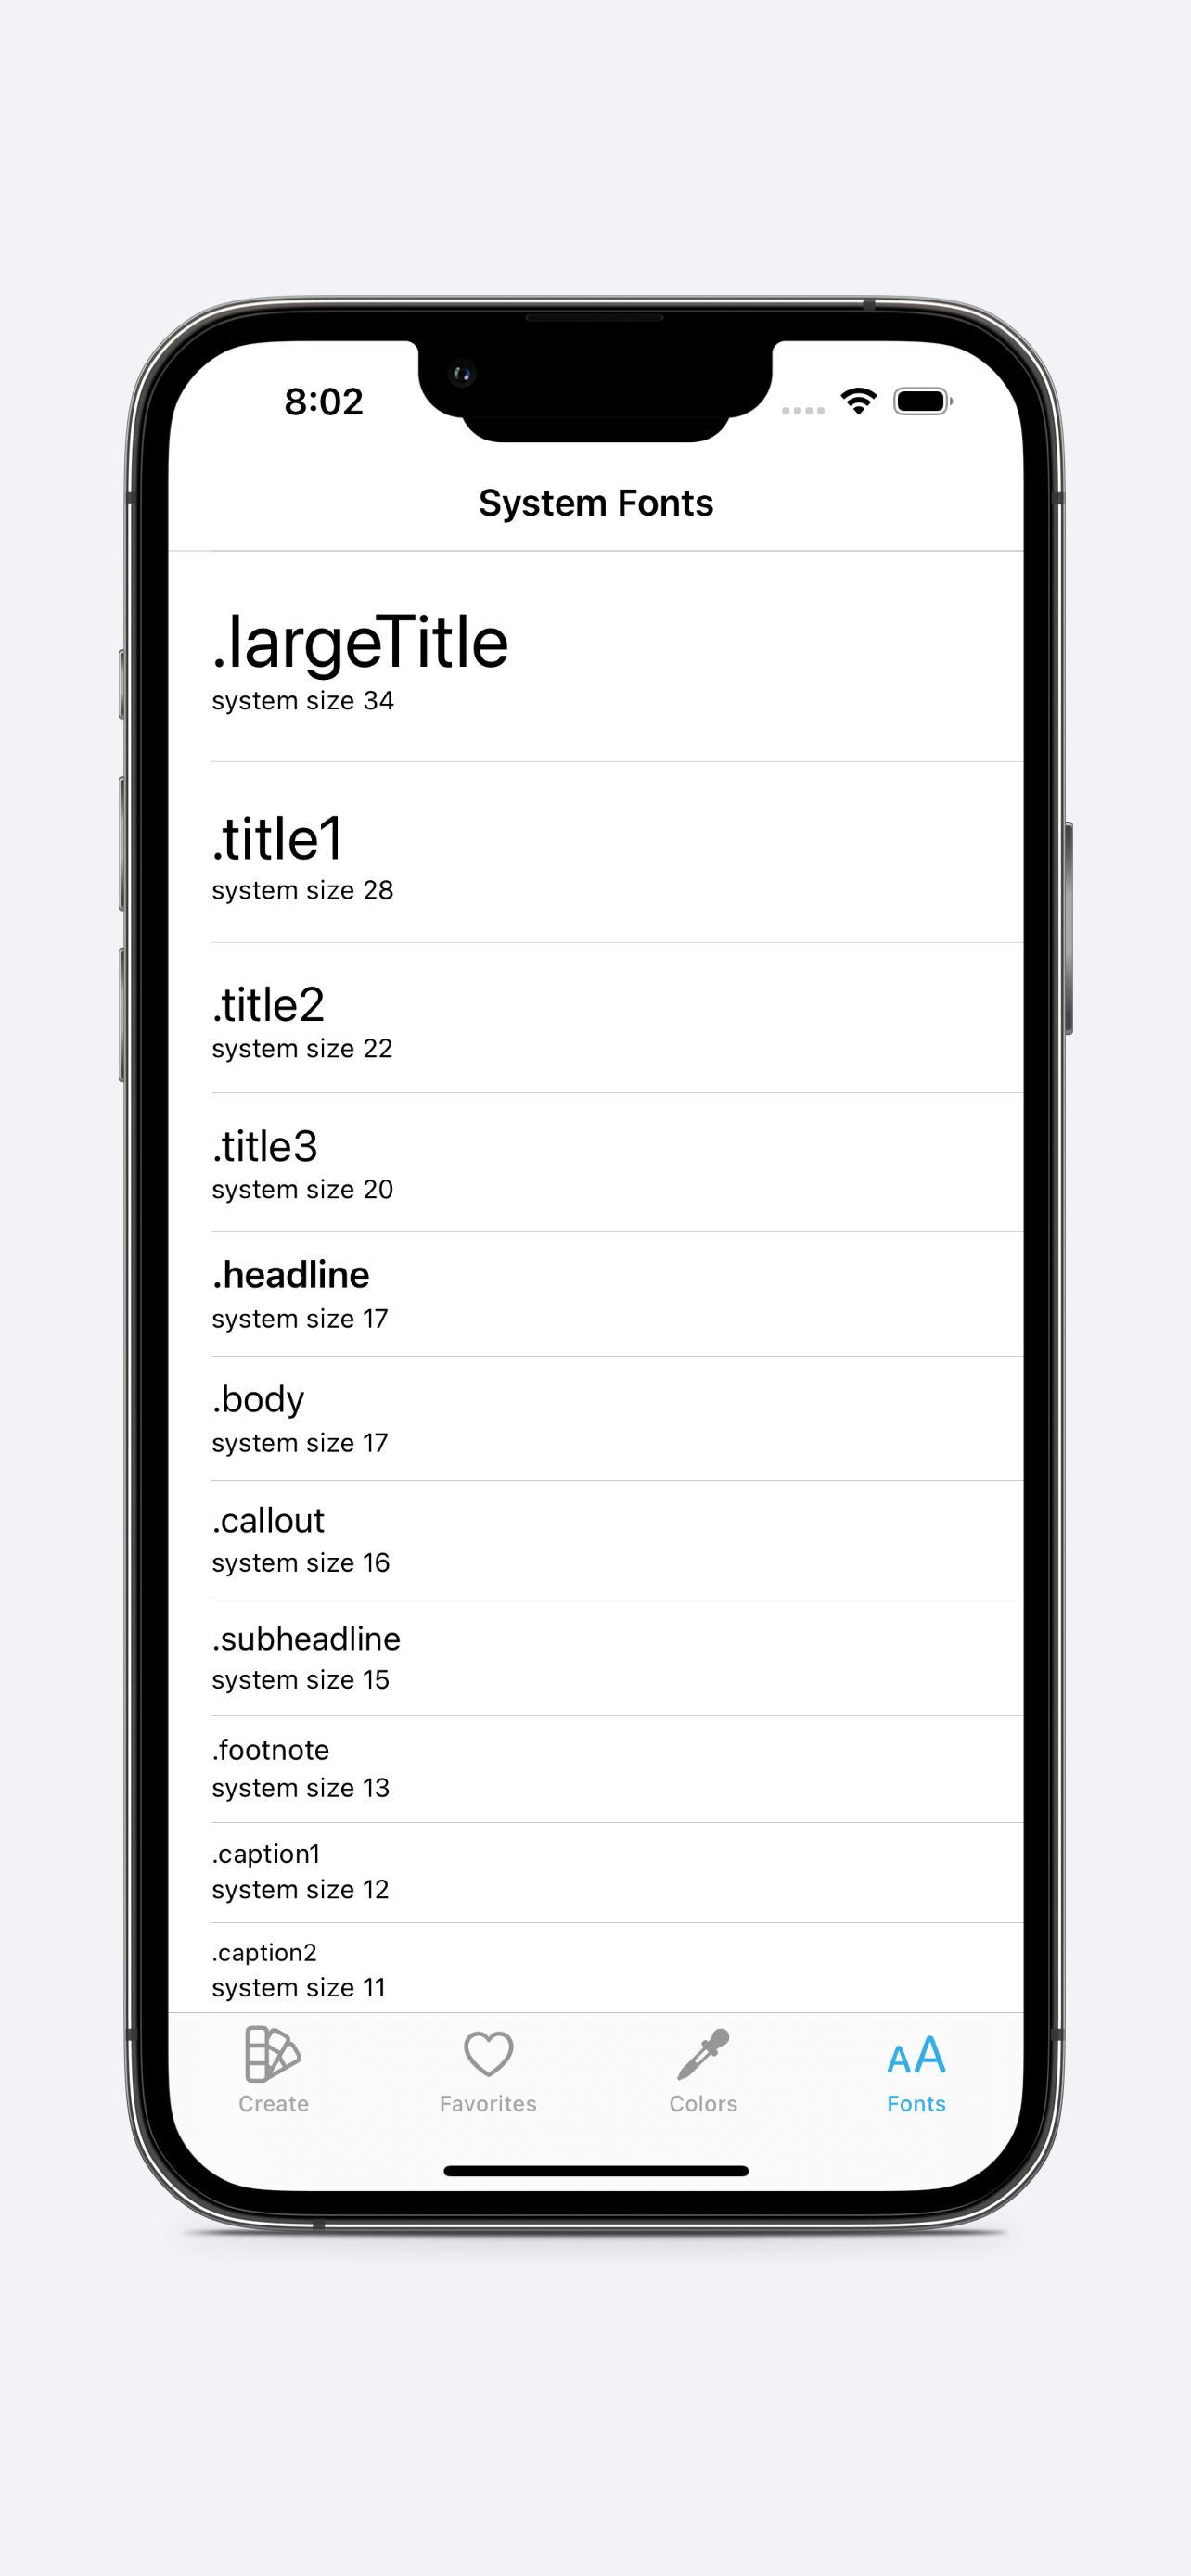 8:02
System Fonts
.largeTitle
system size 34
.title1
system size 28
.title2
system size 22
.title3
system size 20
.headline
system size 17
.body
system size 17
.callout
system size 16
.subheadline
system size 15
.footnote
system size 13
.caption1
system size 12
.caption2
system size 11
AA
Create Favorites Colors Fonts